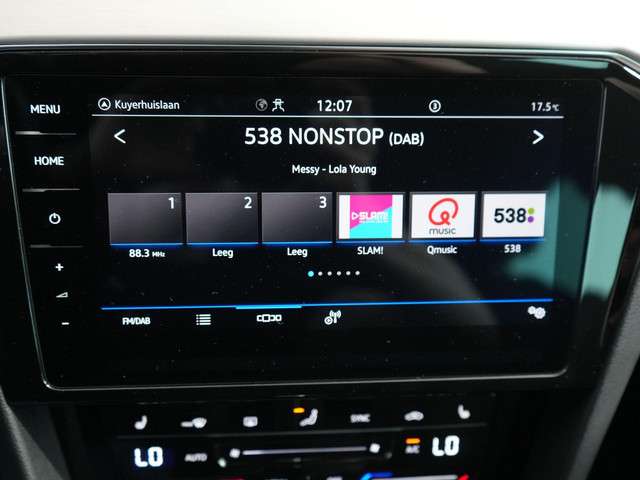 MENU
Kuyerhuislaan
12:07
3
17.5°C
538 NONSTOP (DAB)
HOME
Messy - Lola Young
1
2
3
SLAM!
Q
music
538
88.3 MHz
Leeg
Leeg
SLAM!
Qmusic
538
+
-
FM/DAB
SYNC
LO
AUTO
A/C
LO